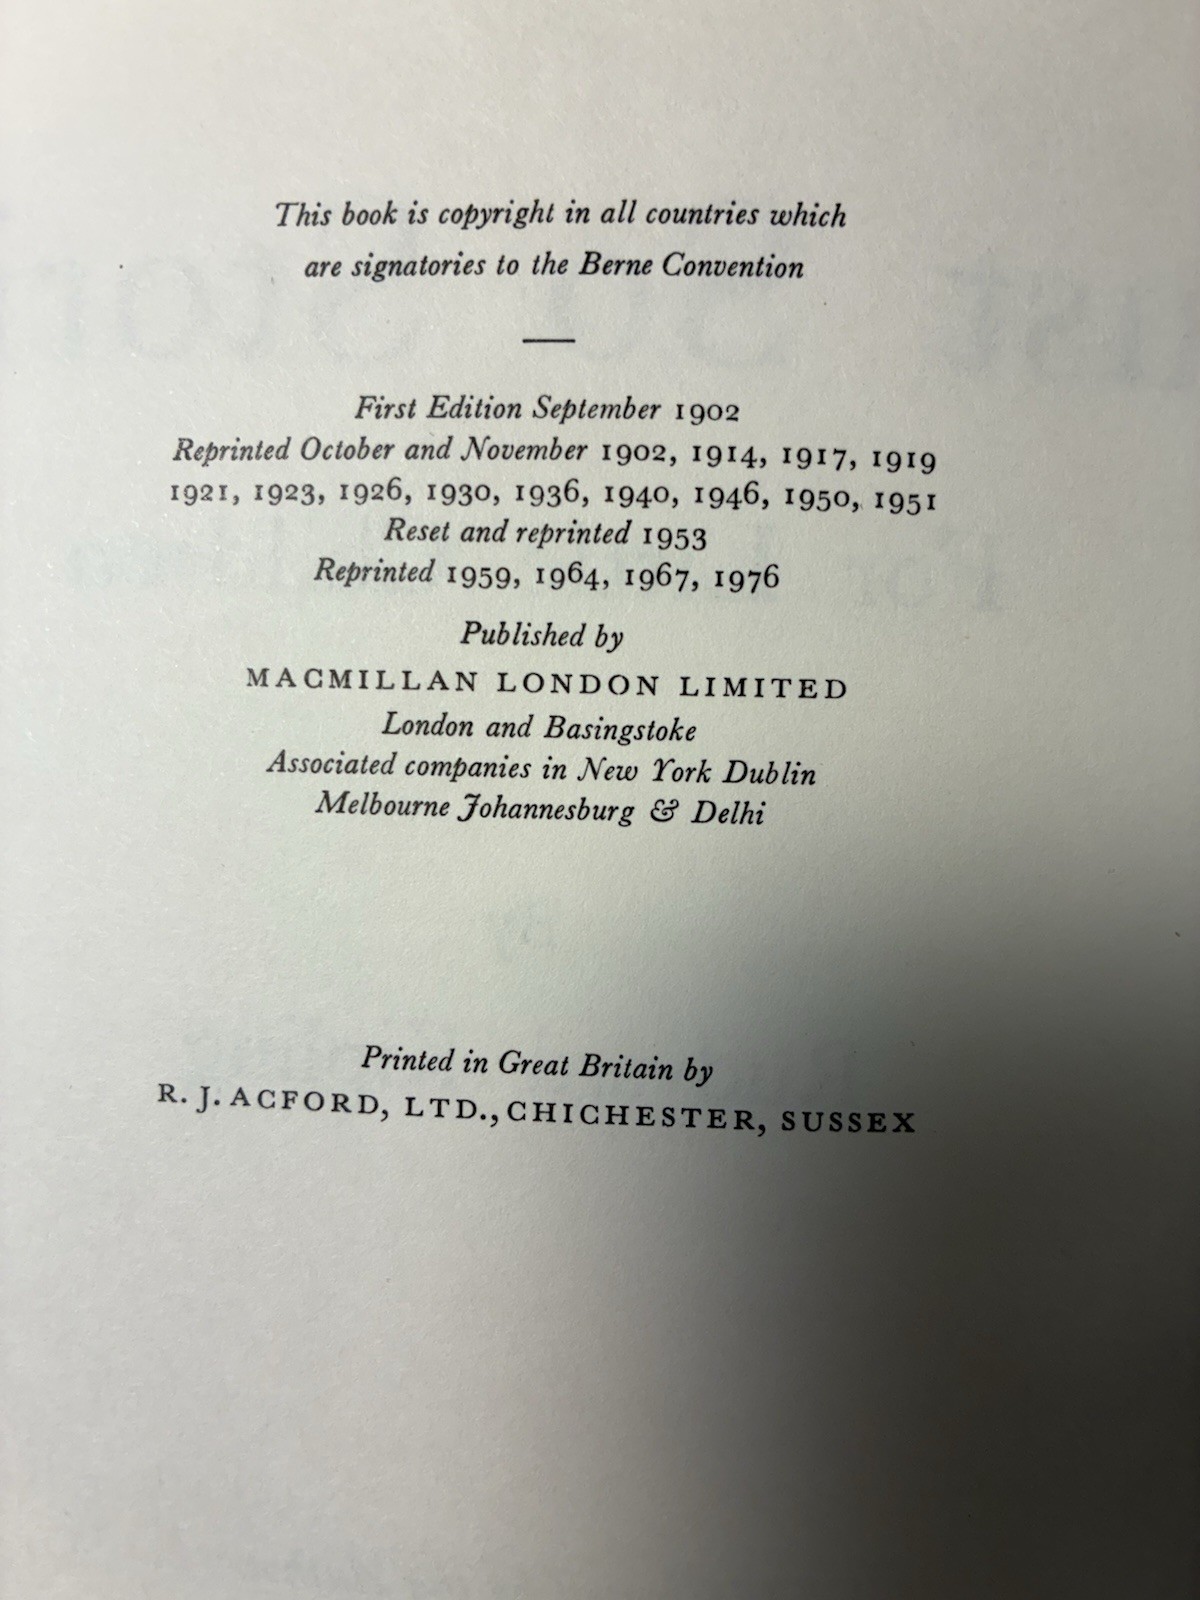 This book is copyright in all countries which
are signatories to the Berne Convention
First Edition September 1902
Reprinted October and November 1902, 1914, 1917, 1919
1921, 1923, 1926, 1930, 1936, 1940, 1946, 1950, 1951
Reset and reprinted 1953
Reprinted 1959, 1964, 1967, 1976
Published by
MACMILLAN LONDON LIMITED
London and Basingstoke
Associated companies in New York Dublin
Melbourne Johannesburg & Delhi
Printed in Great Britain by
R. J. ACFORD, LTD., CHICHESTER, SUSSEX